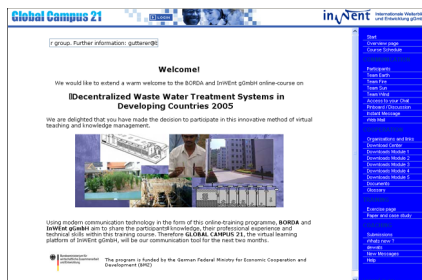 Global Campus 21
LOGIN
inwent Internationale Weiterbildung
und Entwicklung gGmbH
r group. Further information: gutterer@t
Welcome!
We would like to extend a warm welcome to the BORDA and InWEnt gGmbH online-course on
Decentralized Waste Water Treatment Systems in
Developing Countries 2005
We are delighted that you have made the decision to participate in this innovative method of virtual
teaching and knowledge management.
Using modern communication technology in the form of this online-training programme, BORDA and
InWEnt gGmbH aim to share the participants knowledge, their professional experience and
technical skills within this training course. Therefore GLOBAL CAMPUS 21, the virtual learning
platform of InWEnt gGmbH, will be our communication tool for the next two months.
The program is funded by the German Federal Ministry for Economic Cooperation and
Development (BMZ)
Start
Overview page
Course Schedule
Participants
Team Earth
Team Fire
Team Sun
Team Wind
Access to your Chat
Pinboard / Discussion
Instant Message
Web Mail
Organisations and links
Download Center
Downloads Module 1
Downloads Module 2
Downloads Module 3
Downloads Module 4
Downloads Module 5
Documents
Glossary
Exercise page
Paper and case study
Submissions
Whats new ?
dewats
New Messages
Help